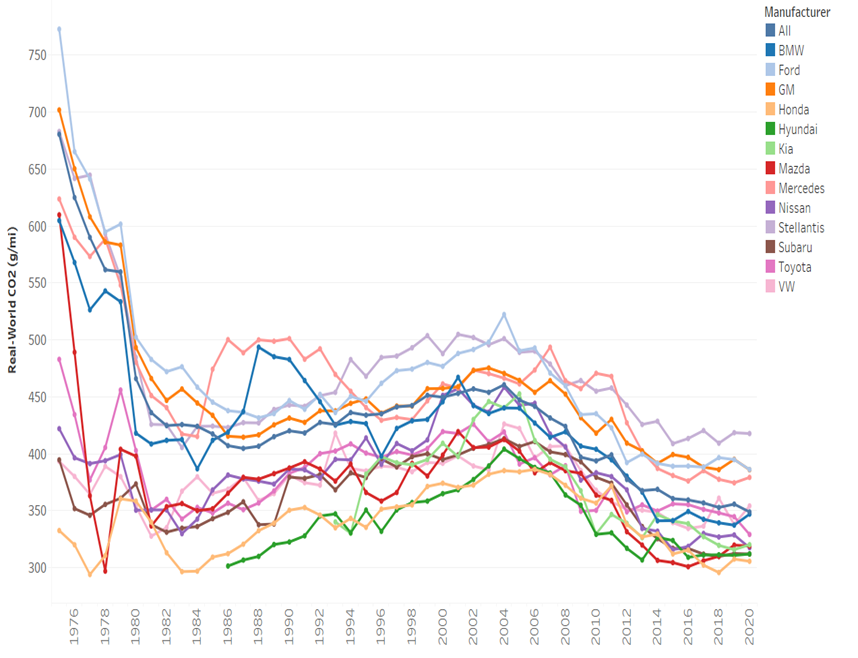 Manufacturer
All
BMW
Ford
GM
Honda
Hyundai
Kia
Mazda
Mercedes
Nissan
Stellantis
Subaru
Toyota
VW
Real-World CO2 (g/mi)
750
700
650
600
550
500
450
400
350
300
1976
1978
1980
1982
1984
1986
1988
1990
1992
1994
1996
1998
2000
2002
2004
2006
2008
2010
2012
2014
2016
2018
2020